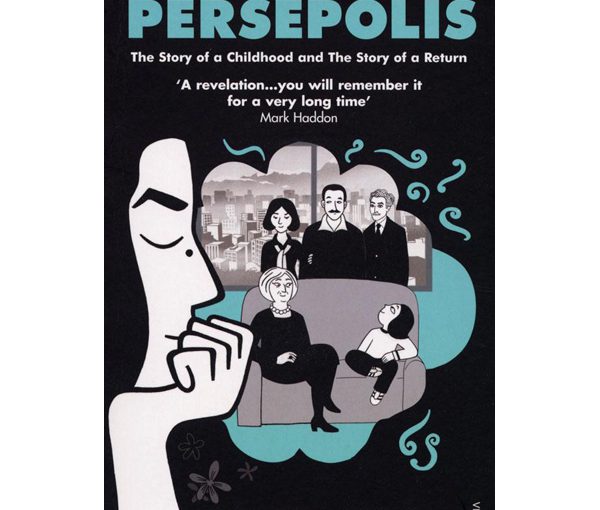 PERSEPOLIS
The Story of a Childhood and The Story of a Return
‘A revelation...you will remember it
for a very long time’
Mark Haddon